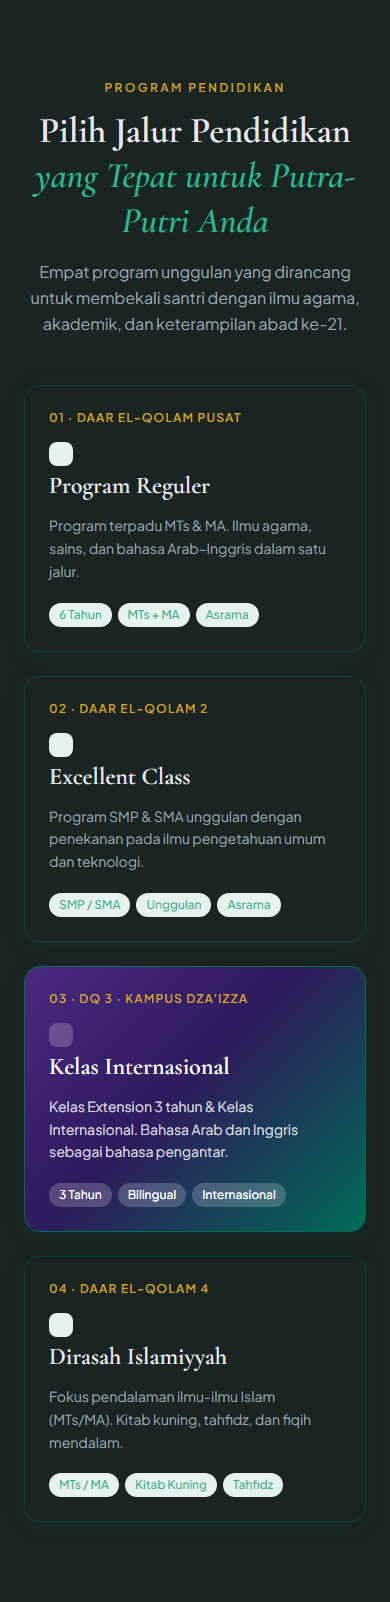 PROGRAM PENDIDIKAN
Pilih Jalur Pendidikan
yang Tepat untuk Putra-
Putri Anda
Empat program unggulan yang dirancang
untuk membekali santri dengan ilmu agama,
akademik, dan keterampilan abad ke-21.
01 · DAAR EL-QOLAM PUSAT
Program Reguler
Program terpadu MTs & MA. Ilmu agama,
sains, dan bahasa Arab–Inggris dalam satu
jalur.
6 Tahun MTs + MA Asrama
02 · DAAR EL-QOLAM 2
Excellent Class
Program SMP & SMA unggulan dengan
penekanan pada ilmu pengetahuan umum
dan teknologi.
SMP / SMA Unggulan Asrama
03 · DQ 3 · KAMPUS DZA'IZZA
Kelas Internasional
Kelas Extension 3 tahun & Kelas
Internasional. Bahasa Arab dan Inggris
sebagai bahasa pengantar.
3 Tahun Bilingual Internasional
04 · DAAR EL-QOLAM 4
Dirasah Islamiyyah
Fokus pendalaman ilmu-ilmu Islam
(MTs/MA). Kitab kuning, tahfidz, dan fiqih
mendalam.
MTs / MA Kitab Kuning Tahfidz